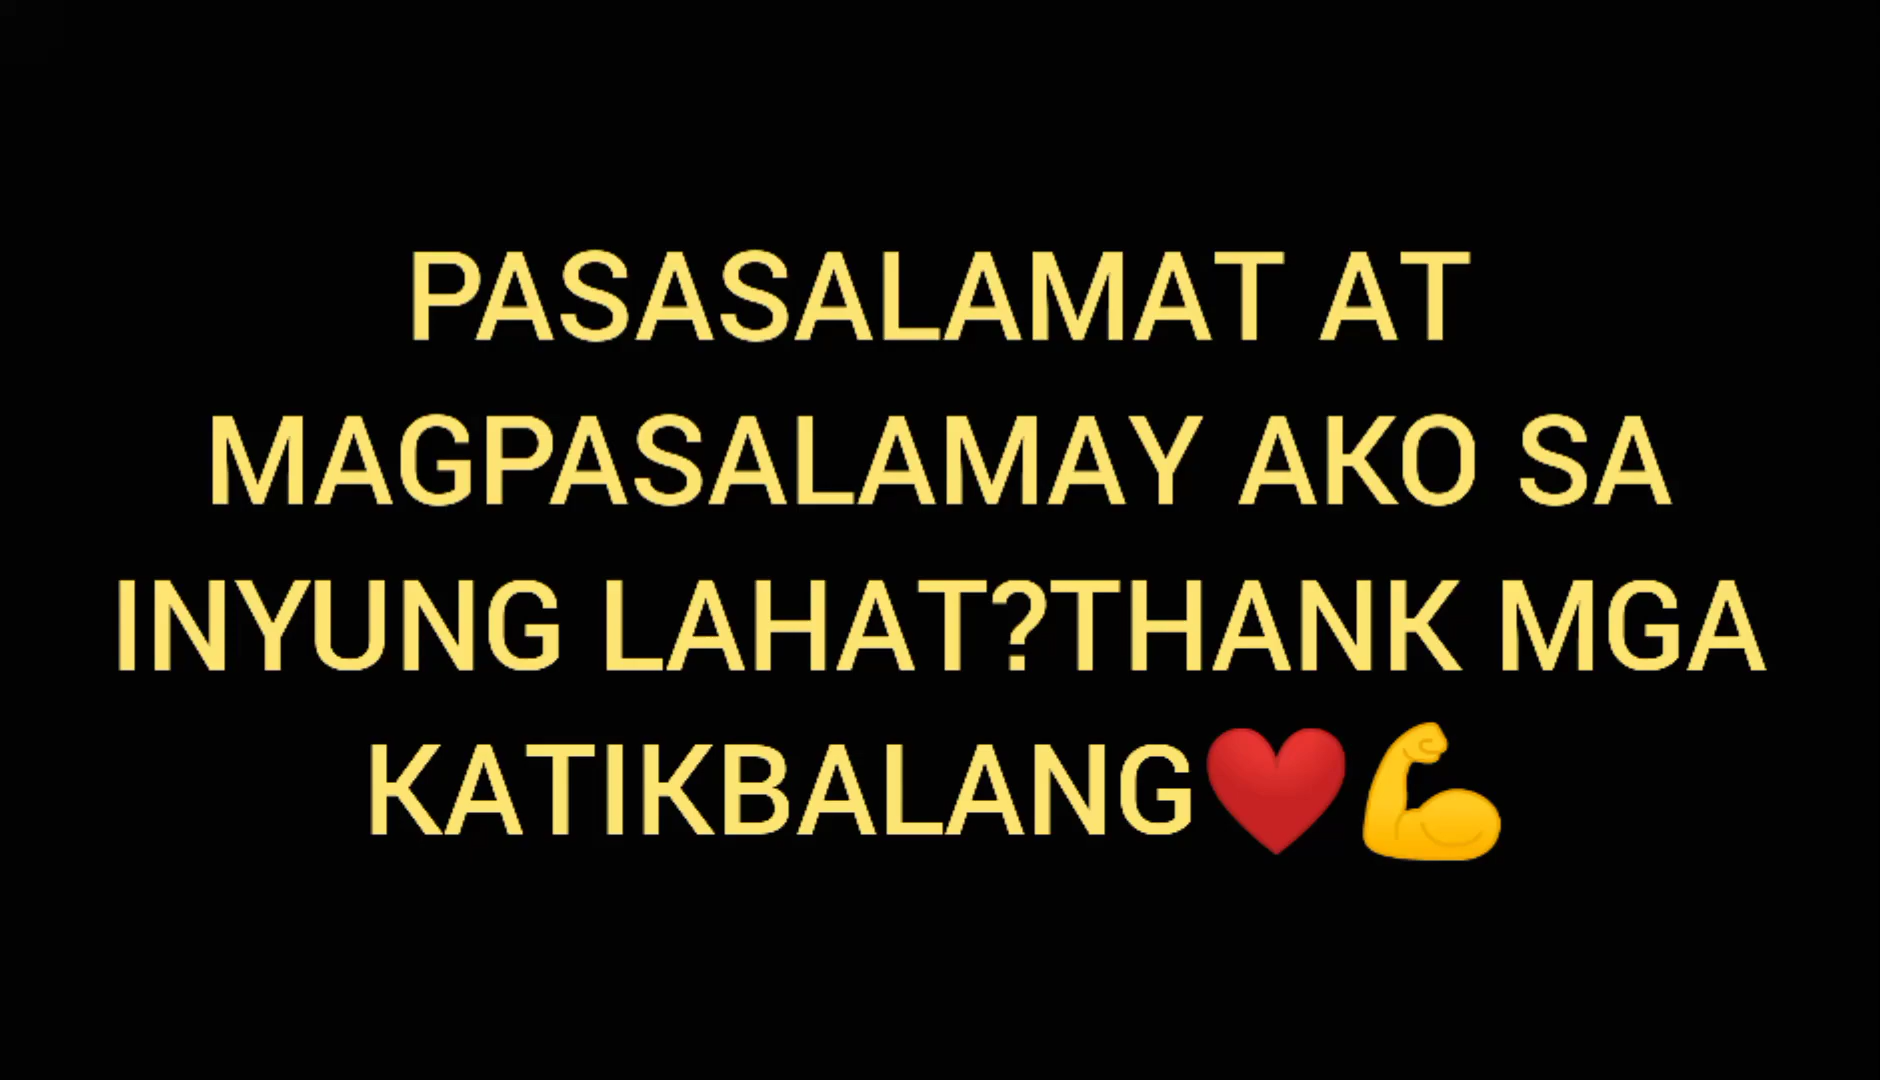 PASASALAMAT AT
MAGPASALAMAY AKO SA
INYUNG LAHAT?THANK MGA
KATIKBALANG❤️💪